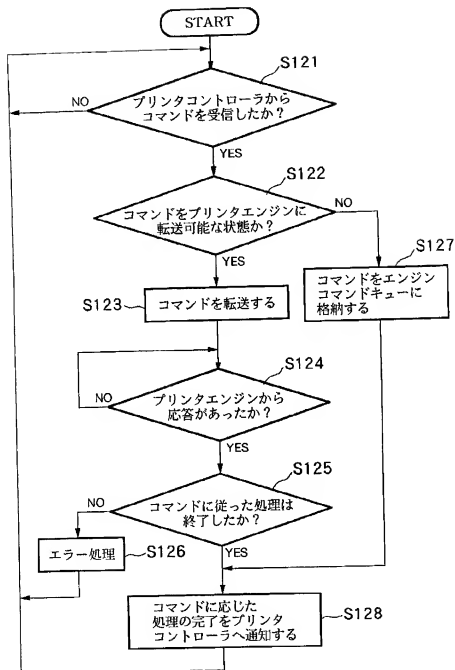 START
S121
プリンタコントローラから
コマンドを受信したか？
NO
YES
S122
コマンドをプリンタエンジンに
転送可能な状態か？
NO
YES
S127
コマンドをエンジン
コマンドキューに
格納する
S123
コマンドを転送する
S124
プリンタエンジンから
応答があったか？
NO
YES
S125
コマンドに従った処理は
終了したか？
NO
YES
エラー処理
S126
コマンドに応じた
処理の完了をプリンタ
コントローラへ通知する
S128